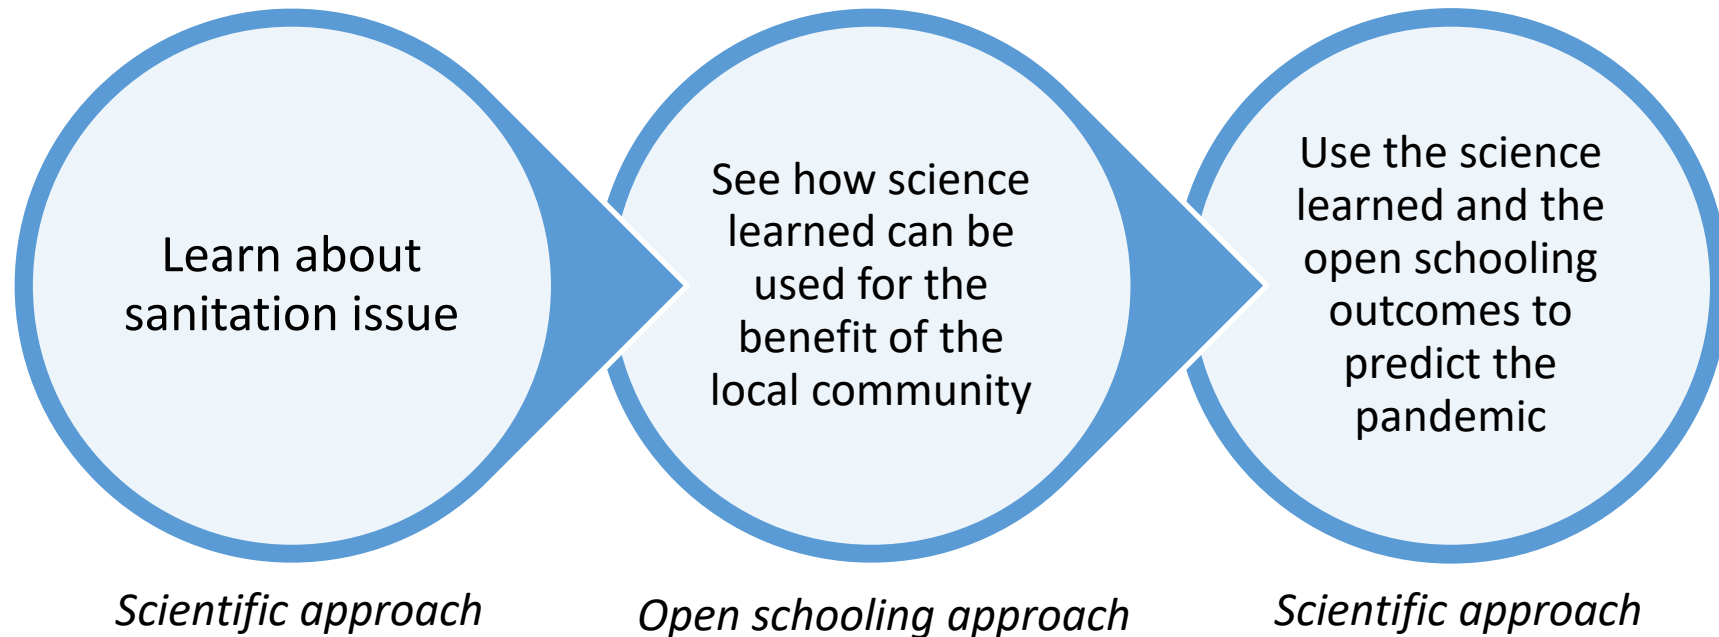 Learn about
sanitation issue
See how science
learned can be
used for the
benefit of the
local community
Use the science
learned and the
open schooling
outcomes to
predict the
pandemic
Scientific approach
Open schooling approach
Scientific approach